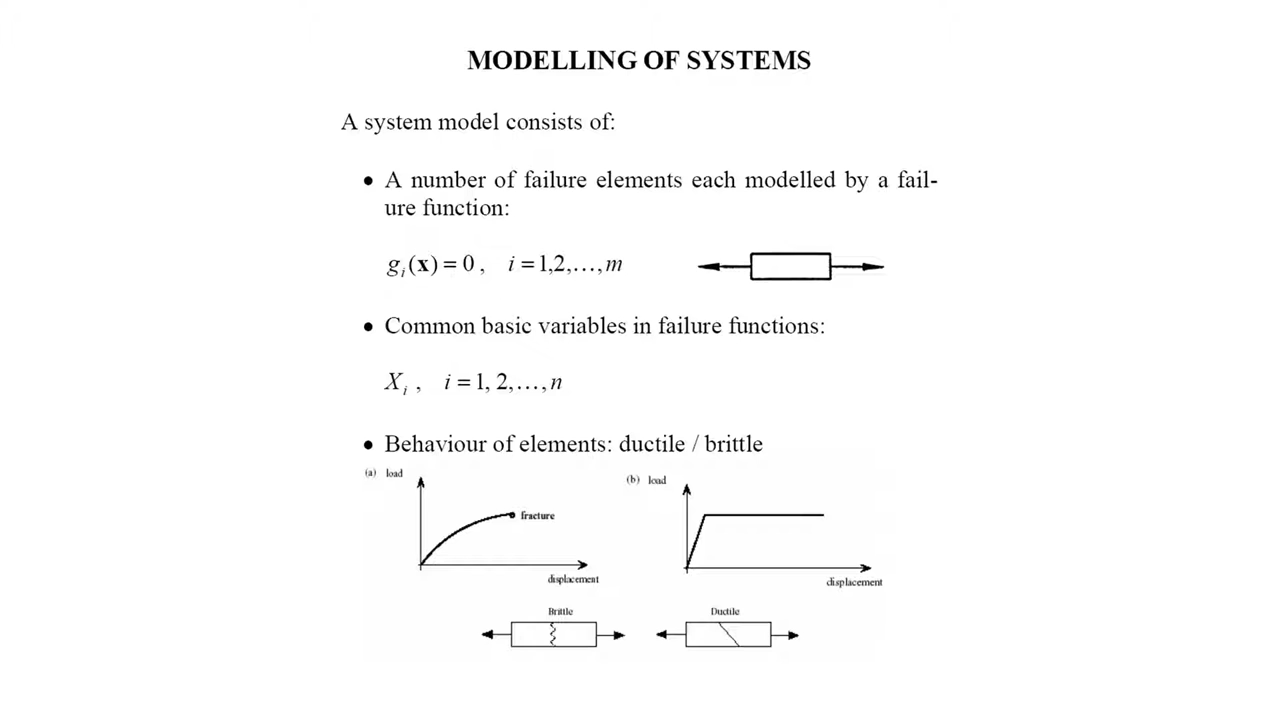 MODELLING OF SYSTEMS
A system model consists of:
• A number of failure elements each modelled by a fail-
ure function:
gᵢ(x) = 0 ,   i = 1,2,…,m
• Common basic variables in failure functions:
Xᵢ ,   i = 1, 2,…,n
• Behaviour of elements: ductile / brittle
(a) load
fracture
displacement
(b) load
displacement
Brittle
Ductile